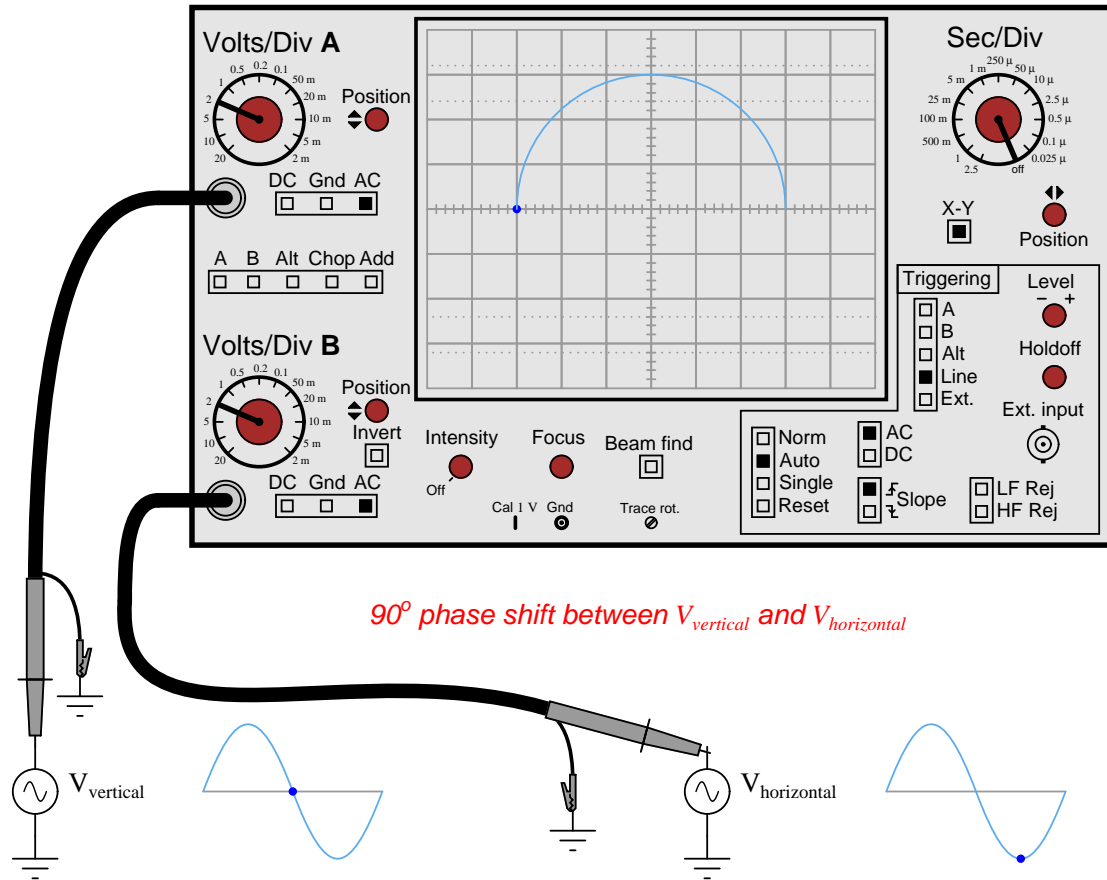 Volts/Div A
0.5 0.2 0.1
1 50 m
2 20 m
5 10 m
10 5 m
20 2 m
Position
DC Gnd AC
A B Alt Chop Add
Volts/Div B
0.5 0.2 0.1
1 50 m
2 20 m
5 10 m
10 5 m
20 2 m
Position
Invert
DC Gnd AC
Intensity
Off
Focus
Beam find
Cal 1 V Gnd Trace rot.
Sec/Div
250 µ
1 m 50 µ
5 m 10 µ
25 m 2.5 µ
100 m 0.5 µ
500 m 0.1 µ
1 0.025 µ
2.5 off
X-Y
Position
Triggering
A
B
Alt
Line
Ext.
Level
− +
Holdoff
Ext. input
Norm
Auto
Single
Reset
AC
DC
Slope
LF Rej
HF Rej
90o phase shift between Vvertical and Vhorizontal
Vvertical
Vhorizontal